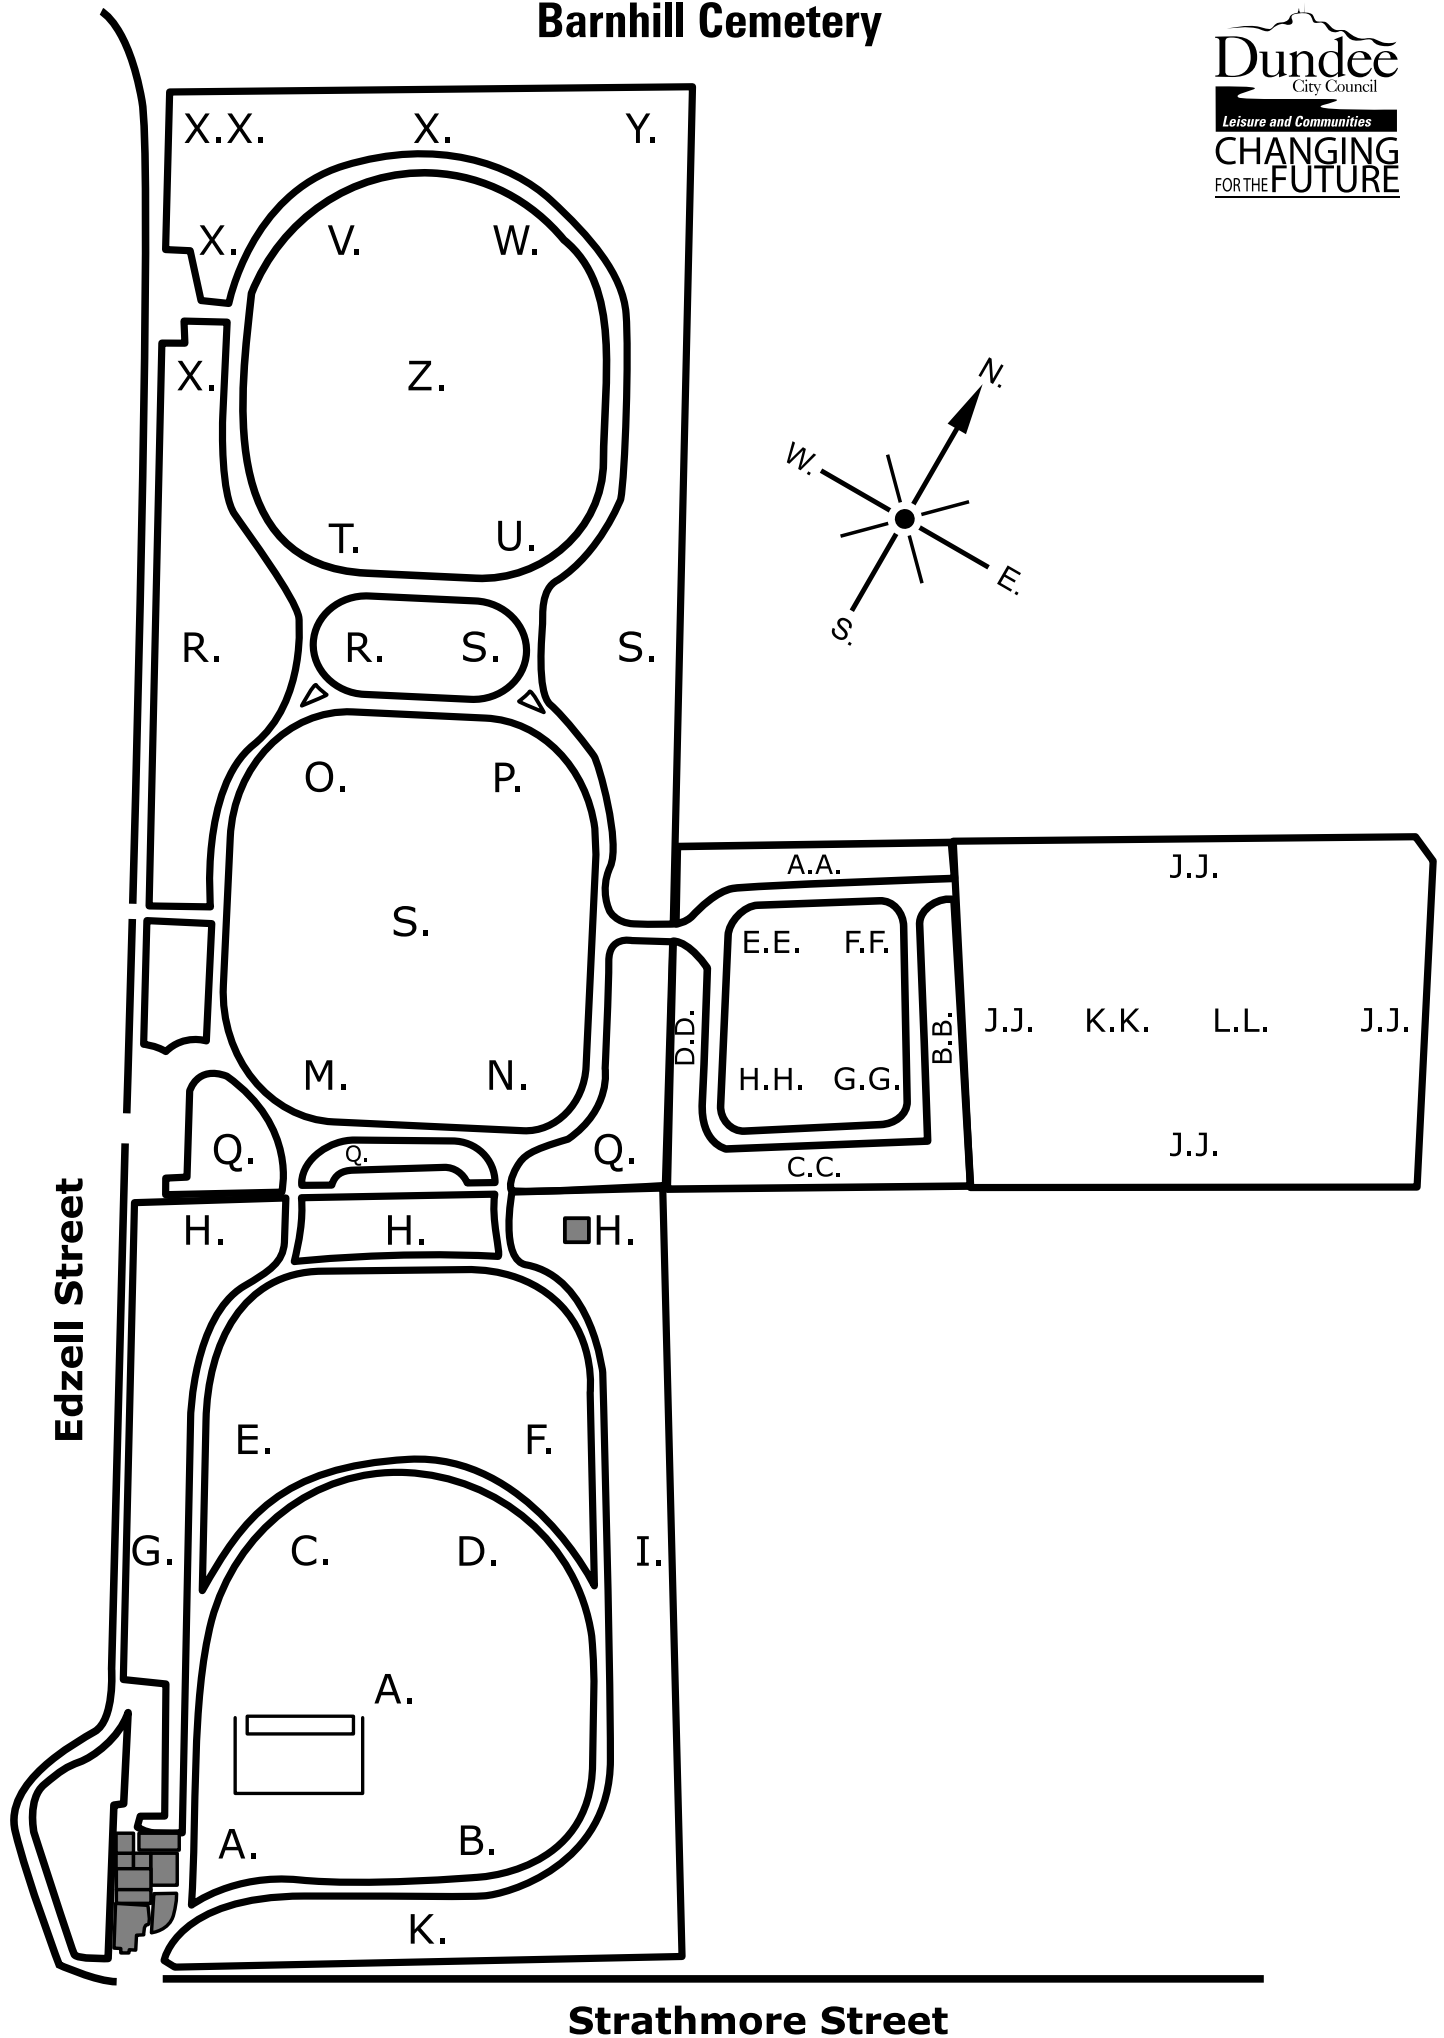 Barnhill Cemetery
Dundee
City Council
Leisure and Communities
CHANGING
FOR THE FUTURE
X.X. X. Y.
X. V. W.
X. Z.
N.
W.
E.
S.
T. U.
R. R. S. S.
O. P.
A.A. J.J.
S. E.E. F.F.
D.D. B.B. J.J. K.K. L.L. J.J.
M. N. H.H. G.G.
Q. Q. Q. C.C. J.J.
H. H. H.
Edzell Street
E. F.
G. C. D. I.
A.
A. B.
K.
Strathmore Street